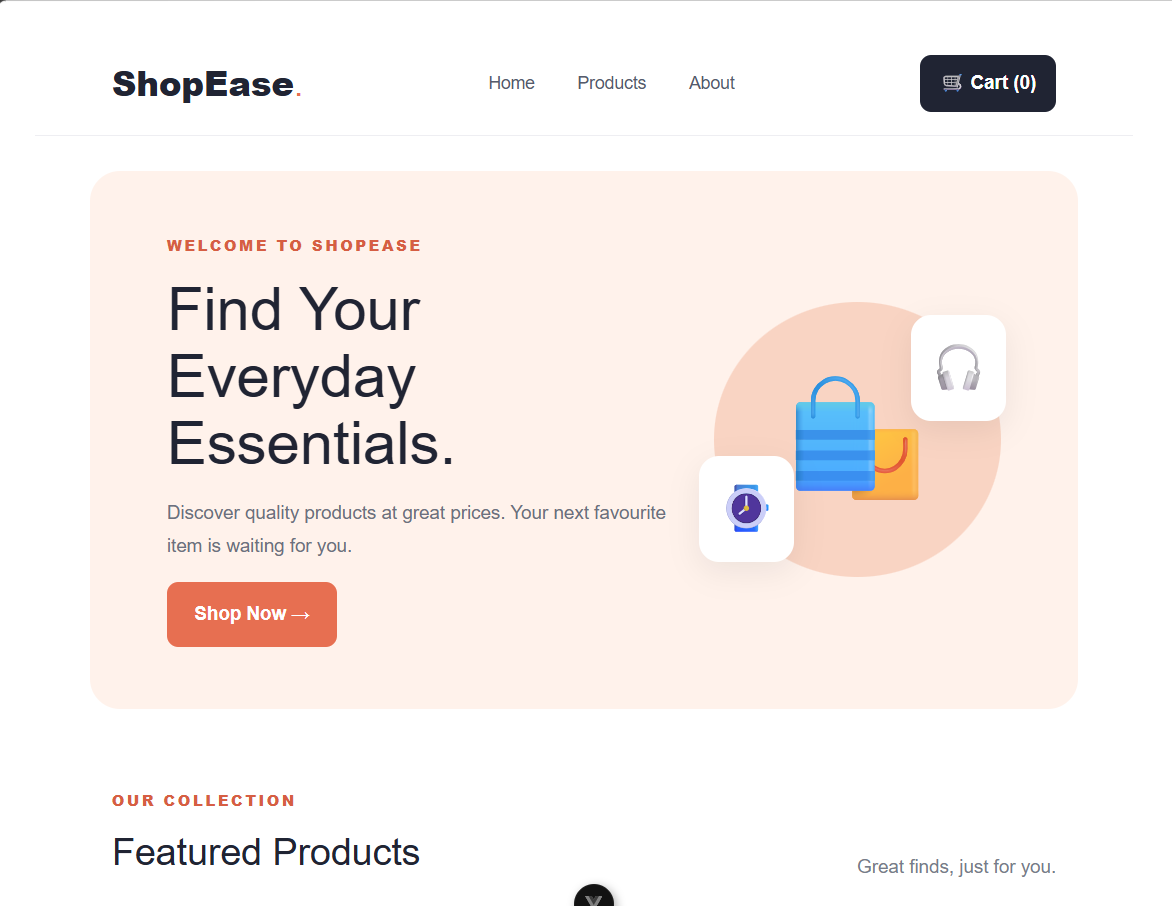 ShopEase.
Home
Products
About
Cart (0)
WELCOME TO SHOPEASE
Find Your
Everyday
Essentials.
Discover quality products at great prices. Your next favourite
item is waiting for you.
Shop Now →
OUR COLLECTION
Featured Products
Great finds, just for you.